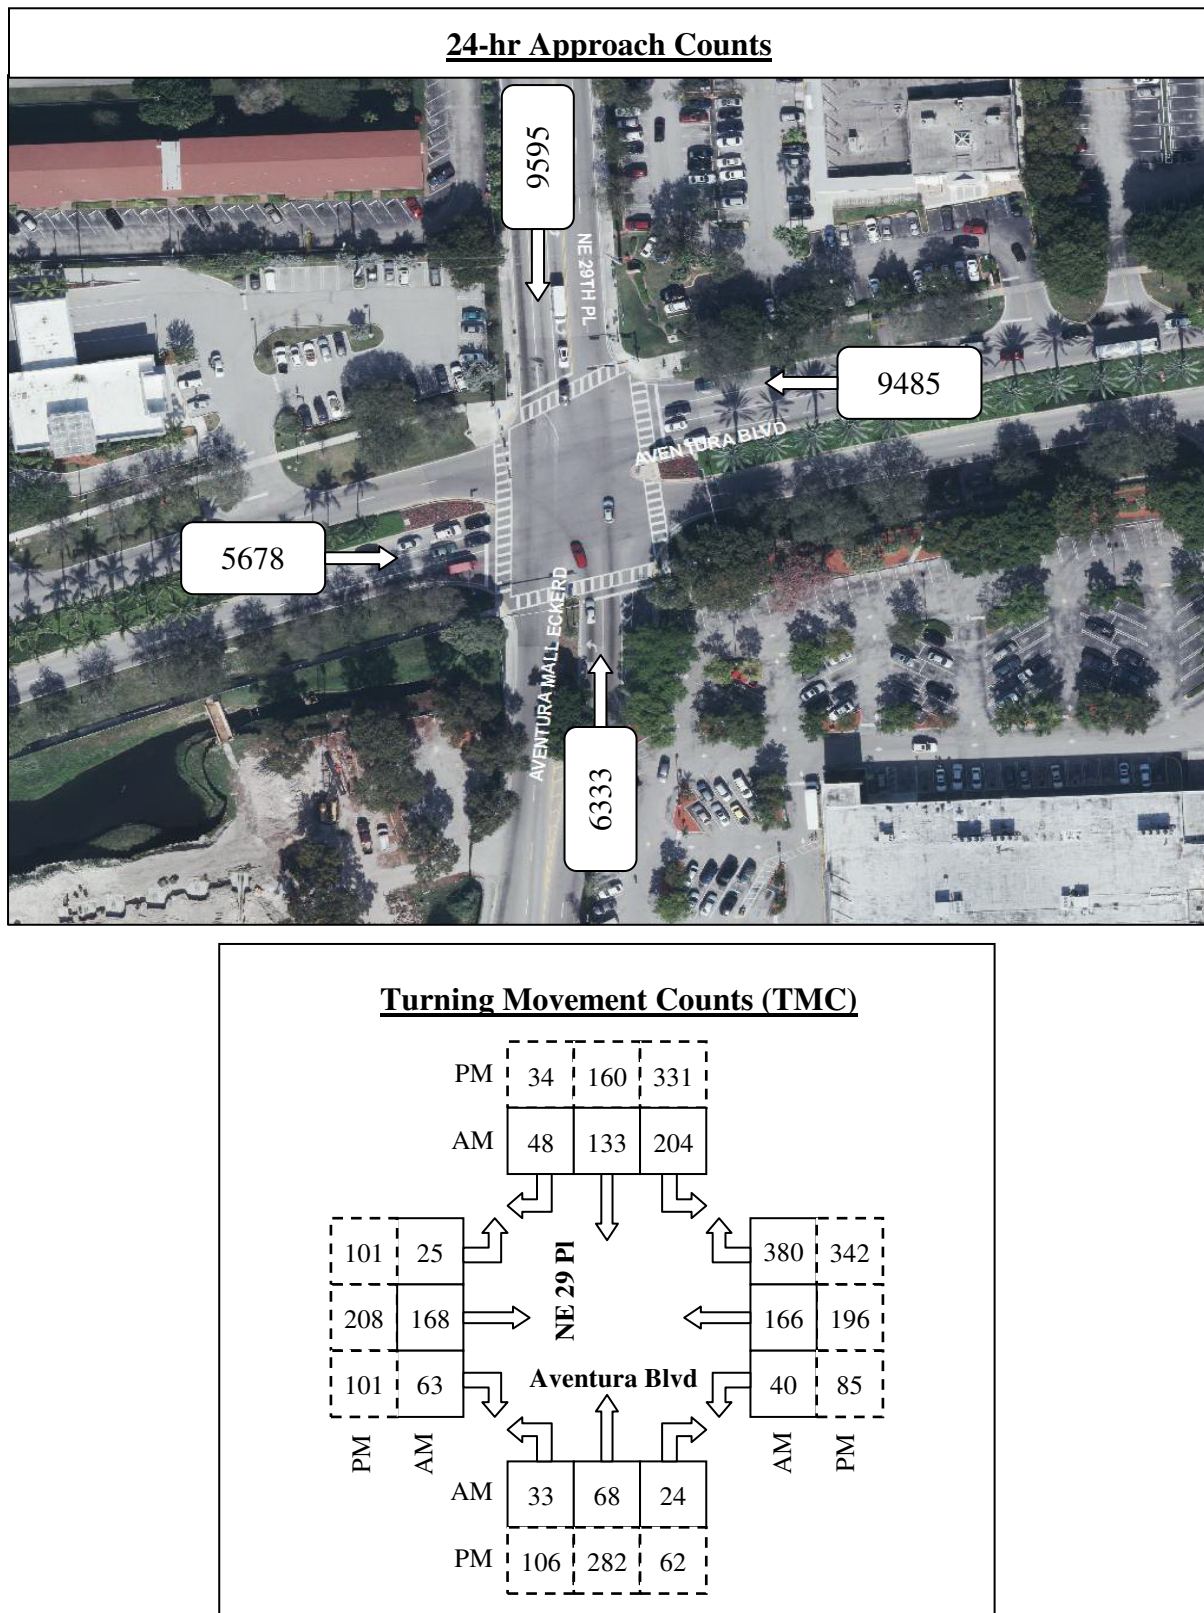 24-hr Approach Counts
9595
NE 29TH PL
9485
AVENTURA BLVD
5678
AVENTURA MALL ECKERD
6333
Turning Movement Counts (TMC)
PM 34 160 331
AM 48 133 204
101 25 380 342
208 168 166 196
101 63 40 85
NE 29 Pl
Aventura Blvd
PM AM AM PM
AM 33 68 24
PM 106 282 62